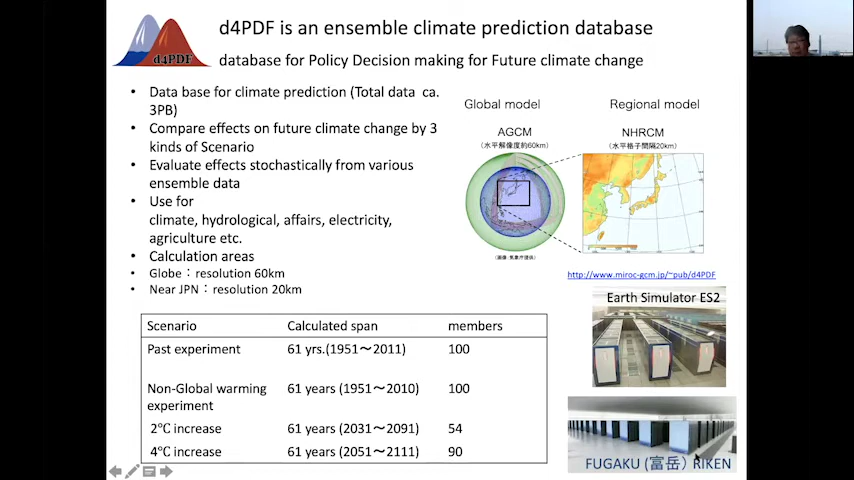 d4PDF is an ensemble climate prediction database
d4PDF
database for Policy Decision making for Future climate change
• Data base for climate prediction (Total data ca.
3PB)
• Compare effects on future climate change by 3
kinds of Scenario
• Evaluate effects stochastically from various
ensemble data
• Use for
climate, hydrological, affairs, electricity,
agriculture etc.
• Calculation areas
• Globe：resolution 60km
• Near JPN：resolution 20km
Global model
Regional model
AGCM
NHRCM
(水平解像度約60km)
(水平格子間隔20km)
(画像：気象庁提供)
http://www.miroc-gcm.jp/~pub/d4PDF
Earth Simulator ES2
FUGAKU (富岳) RIKEN
Scenario Calculated span members
Past experiment 61 yrs.(1951～2011) 100
Non-Global warming 61 years (1951～2010) 100
experiment
2℃ increase 61 years (2031～2091) 54
4℃ increase 61 years (2051～2111) 90